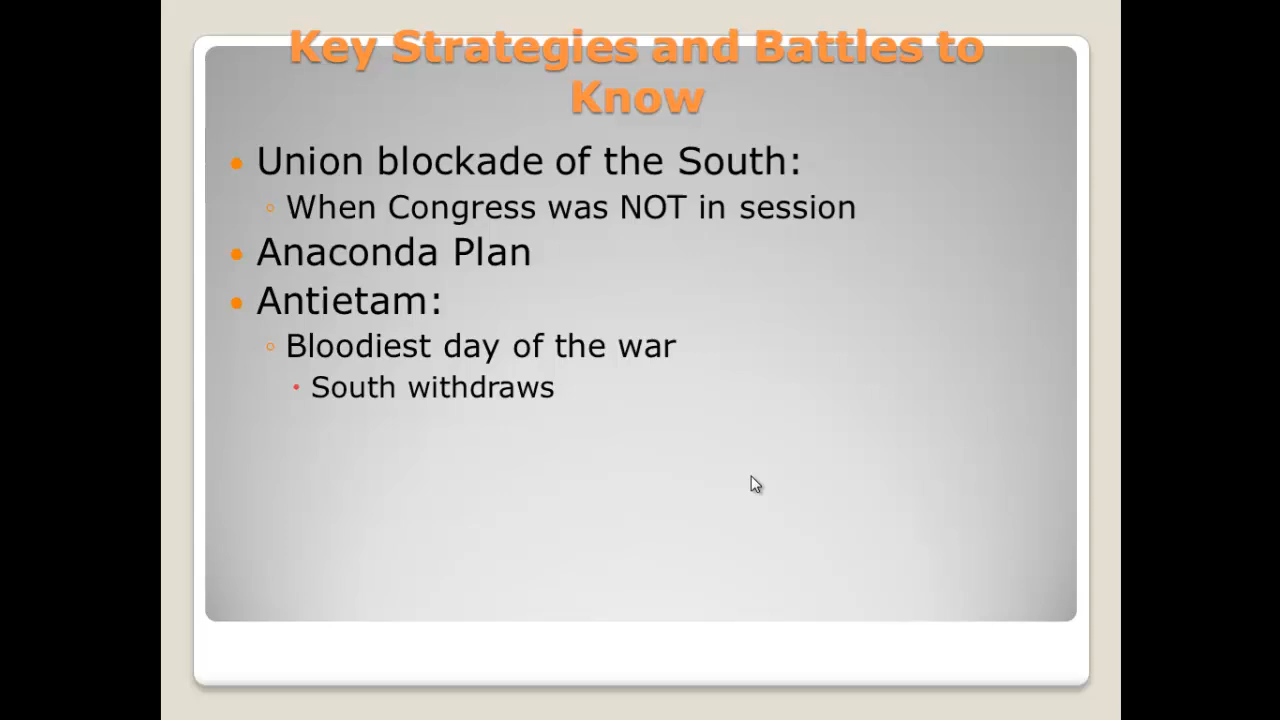 Key Strategies and Battles to
Know
• Union blockade of the South:
◦ When Congress was NOT in session
• Anaconda Plan
• Antietam:
◦ Bloodiest day of the war
• South withdraws